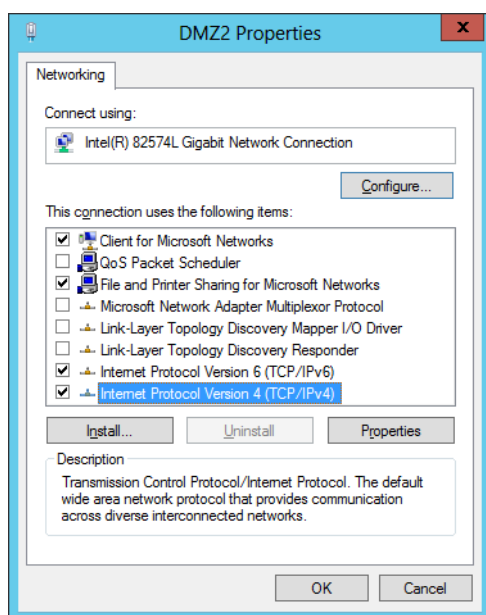 DMZ2 Properties
x
Networking
Connect using:
Intel(R) 82574L Gigabit Network Connection
Configure...
This connection uses the following items:
Client for Microsoft Networks
QoS Packet Scheduler
File and Printer Sharing for Microsoft Networks
Microsoft Network Adapter Multiplexor Protocol
Link-Layer Topology Discovery Mapper I/O Driver
Link-Layer Topology Discovery Responder
Internet Protocol Version 6 (TCP/IPv6)
Internet Protocol Version 4 (TCP/IPv4)
Install... Uninstall Properties
Description
Transmission Control Protocol/Internet Protocol. The default
wide area network protocol that provides communication
across diverse interconnected networks.
OK Cancel